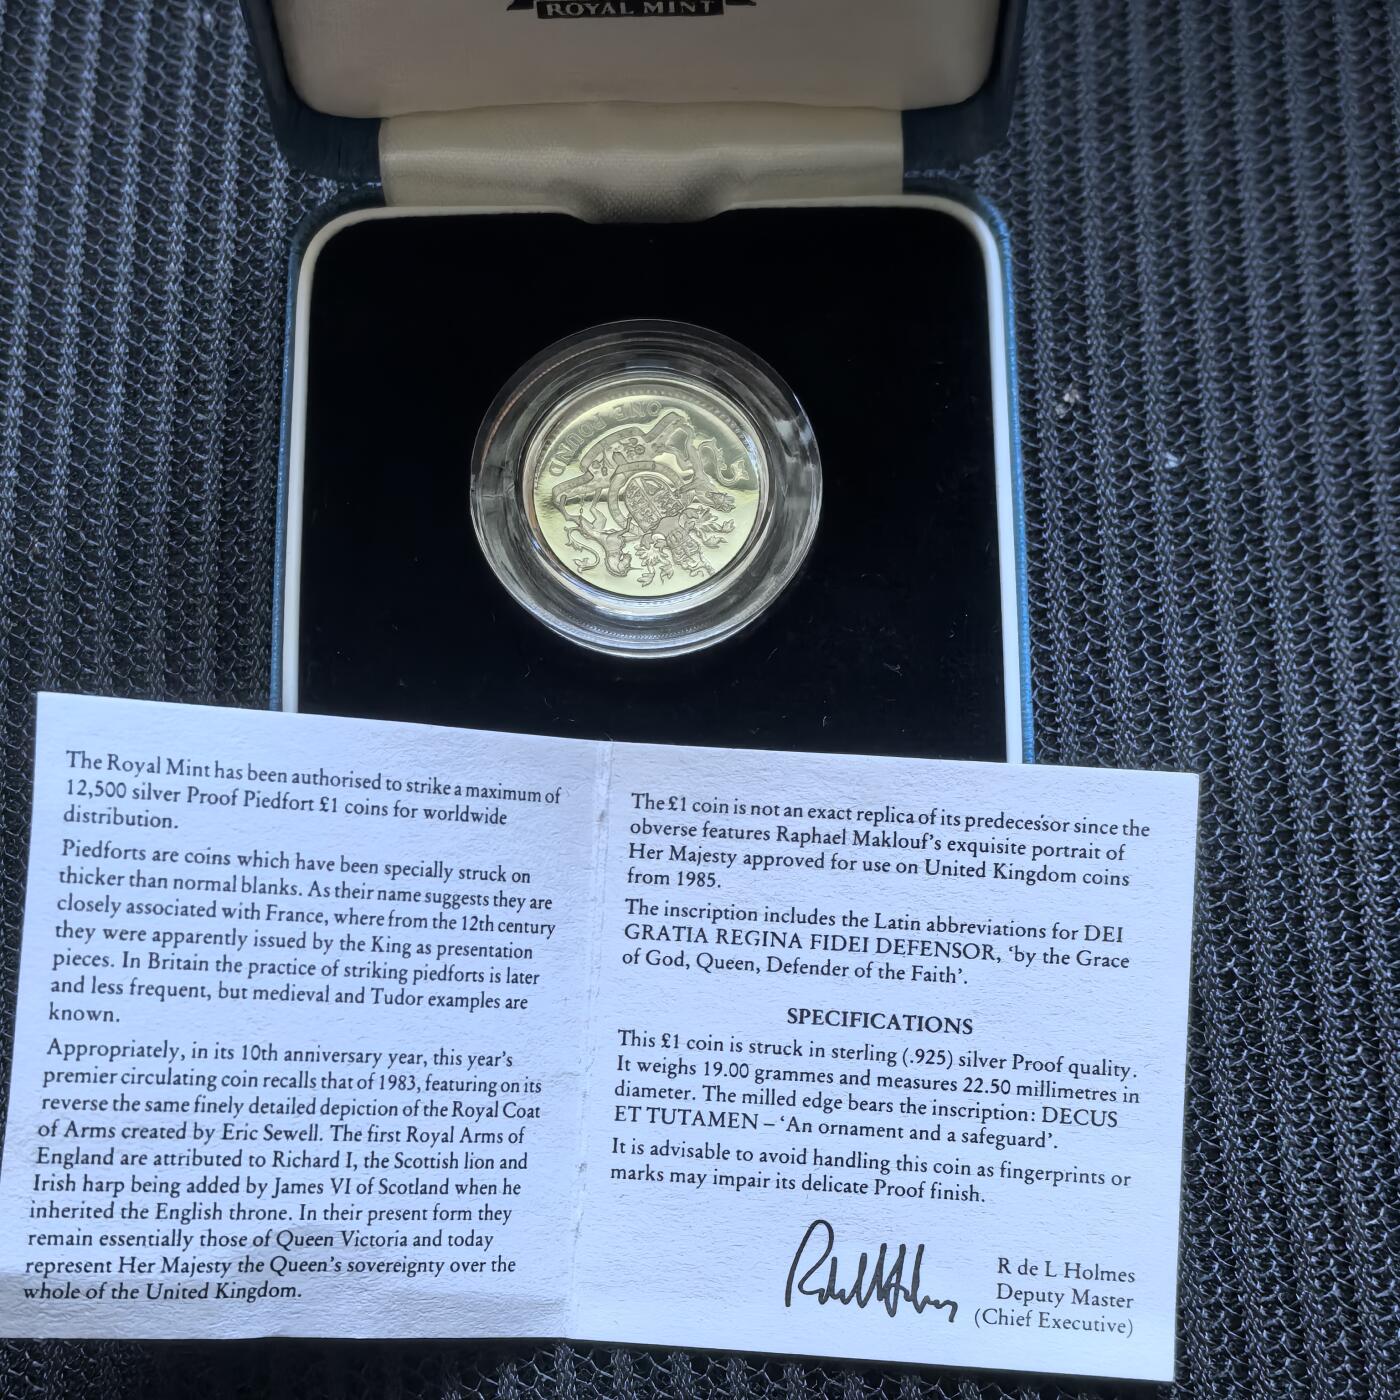 ROYAL MINT
ONE POUND
The Royal Mint has been authorised to strike a maximum of
12,500 silver Proof Piedfort £1 coins for worldwide
distribution.
Piedforts are coins which have been specially struck on
thicker than normal blanks. As their name suggests they are
closely associated with France, where from the 12th century
they were apparently issued by the King as presentation
pieces. In Britain the practice of striking piedforts is later
and less frequent, but medieval and Tudor examples are
known.
Appropriately, in its 10th anniversary year, this year's
premier circulating coin recalls that of 1983, featuring on its
reverse the same finely detailed depiction of the Royal Coat
of Arms created by Eric Sewell. The first Royal Arms of
England are attributed to Richard I, the Scottish lion and
Irish harp being added by James VI of Scotland when he
inherited the English throne. In their present form they
remain essentially those of Queen Victoria and today
represent Her Majesty the Queen's sovereignty over the
whole of the United Kingdom.
The £1 coin is not an exact replica of its predecessor since the
obverse features Raphael Maklouf's exquisite portrait of
Her Majesty approved for use on United Kingdom coins
from 1985.
The inscription includes the Latin abbreviations for DEI
GRATIA REGINA FIDEI DEFENSOR, 'by the Grace
of God, Queen, Defender of the Faith'.
SPECIFICATIONS
This £1 coin is struck in sterling (.925) silver Proof quality.
It weighs 19.00 grammes and measures 22.50 millimetres in
diameter. The milled edge bears the inscription: DECUS
ET TUTAMEN – 'An ornament and a safeguard'.
It is advisable to avoid handling this coin as fingerprints or
marks may impair its delicate Proof finish.
R de L Holmes
Deputy Master
(Chief Executive)